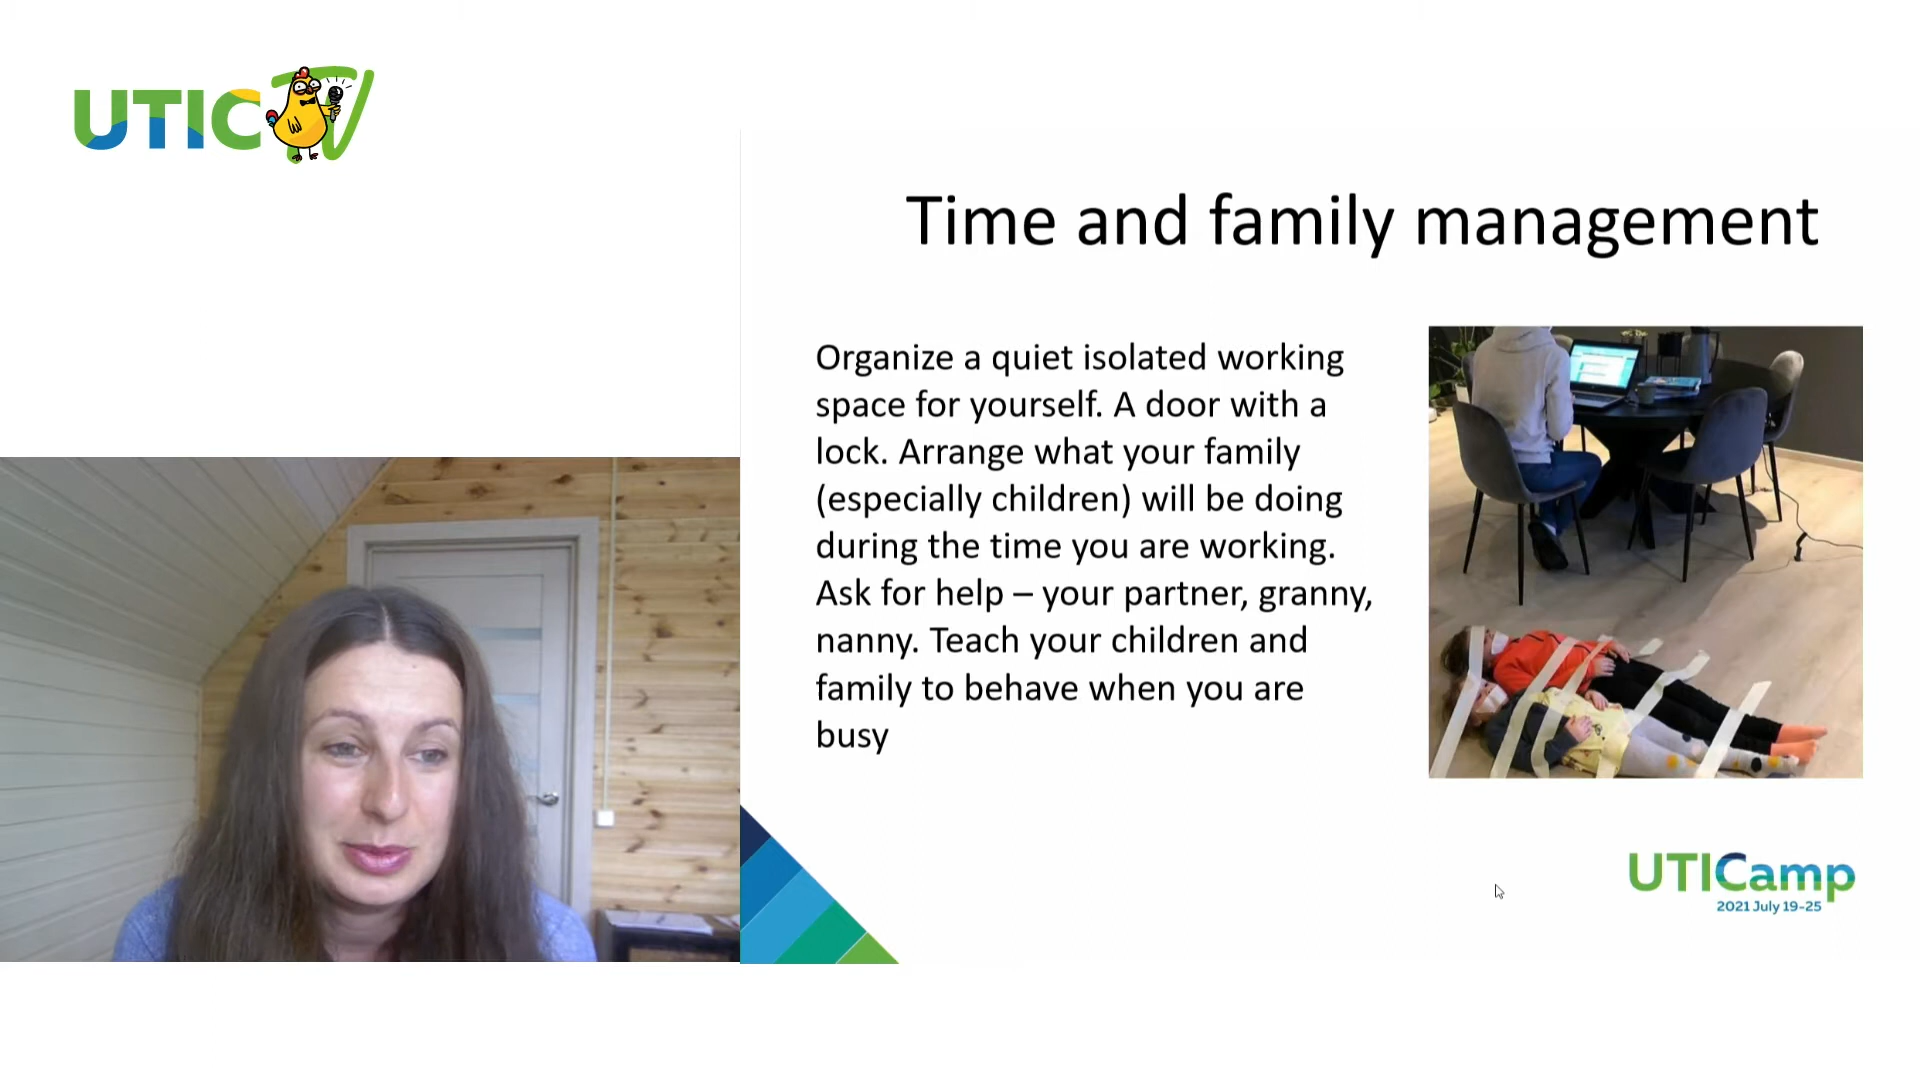 UTIC TV
Time and family management
Organize a quiet isolated working
space for yourself. A door with a
lock. Arrange what your family
(especially children) will be doing
during the time you are working.
Ask for help – your partner, granny,
nanny. Teach your children and
family to behave when you are
busy
UTICamp
2021 July 19-25